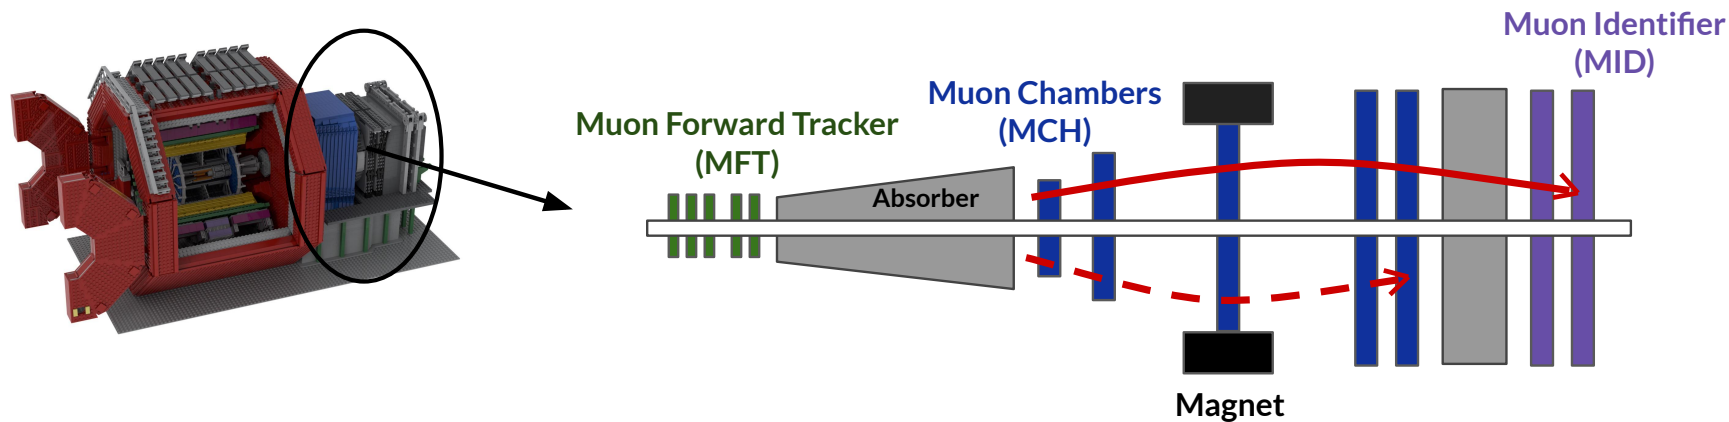 Muon Identifier
(MID)
Muon Chambers
(MCH)
Muon Forward Tracker
(MFT)
Absorber
Magnet